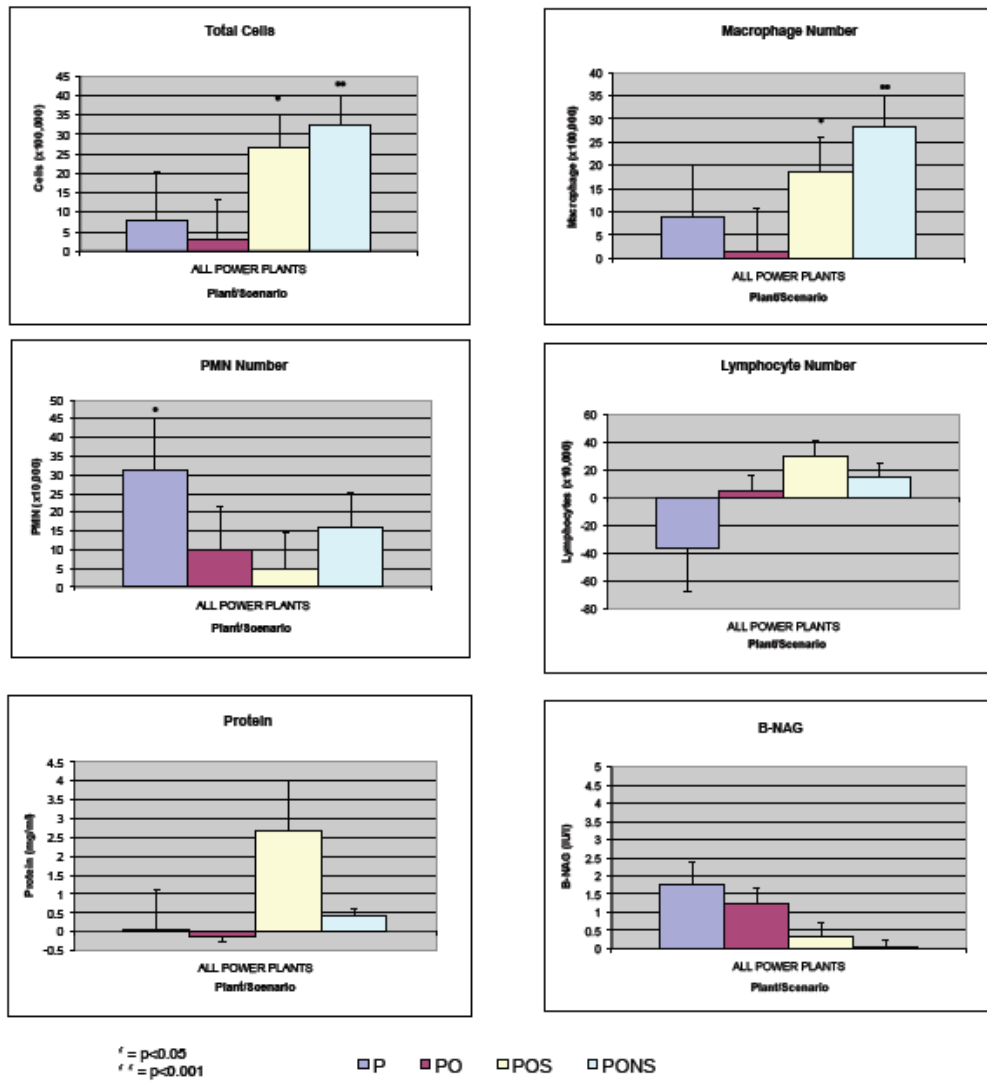 Total Cells
Cells (x100,000)
45
40
35
30
25
20
15
10
5
0
*
**
ALL POWER PLANTS
Plant/Scenario
Macrophage Number
Macrophage (x100,000)
40
35
30
25
20
15
10
5
0
*
**
ALL POWER PLANTS
Plant/Scenario
PMN Number
PMN (x10,000)
50
45
40
35
30
25
20
15
10
5
0
*
ALL POWER PLANTS
Plant/Scenario
Lymphocyte Number
Lymphocytes (x10,000)
60
40
20
0
-20
-40
-60
-80
ALL POWER PLANTS
Plant/Scenario
Protein
Protein (mg/ml)
4.5
4
3.5
3
2.5
2
1.5
1
0.5
0
-0.5
ALL POWER PLANTS
Plant/Scenario
B-NAG
B-NAG (IU/l)
5
4.5
4
3.5
3
2.5
2
1.5
1
0.5
0
ALL POWER PLANTS
Plant/Scenario
* = p<0.05
** = p<0.001
P PO POS PONS